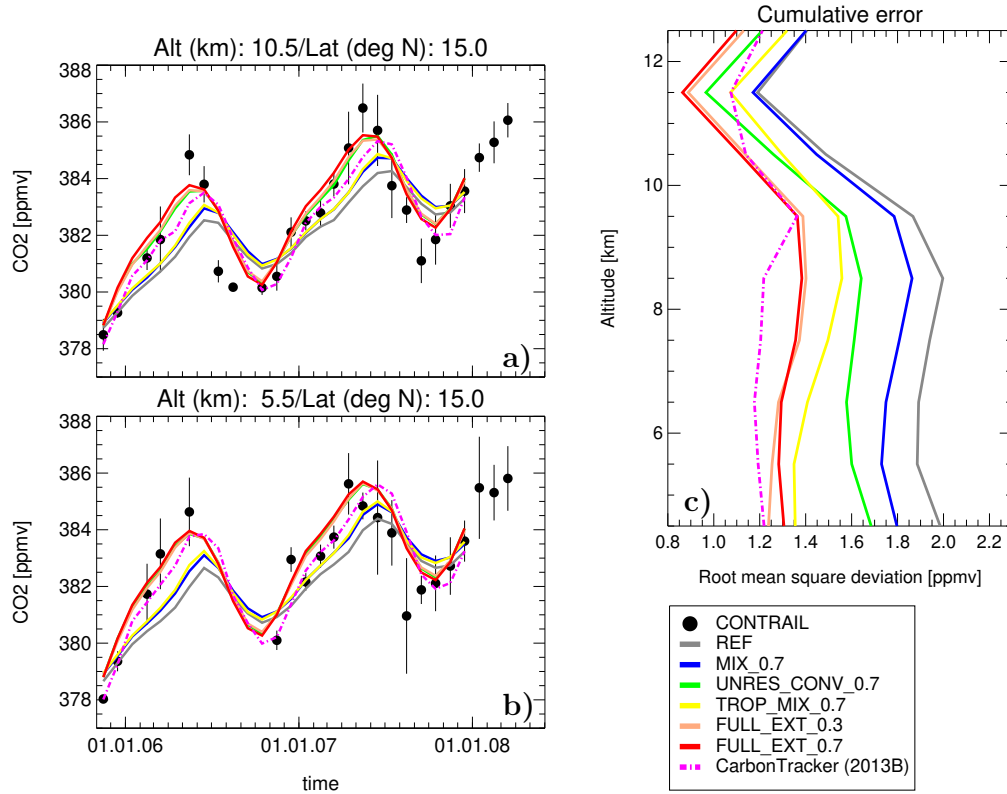 Alt (km): 10.5/Lat (deg N): 15.0
388
386
384
382
380
378
CO2 [ppmv]
a)
Alt (km): 5.5/Lat (deg N): 15.0
388
386
384
382
380
378
CO2 [ppmv]
b)
01.01.06 01.01.07 01.01.08
time
Cumulative error
12
10
8
6
Altitude [km]
c)
0.8 1.0 1.2 1.4 1.6 1.8 2.0 2.2
Root mean square deviation [ppmv]
CONTRAIL
REF
MIX_0.7
UNRES_CONV_0.7
TROP_MIX_0.7
FULL_EXT_0.3
FULL_EXT_0.7
CarbonTracker (2013B)